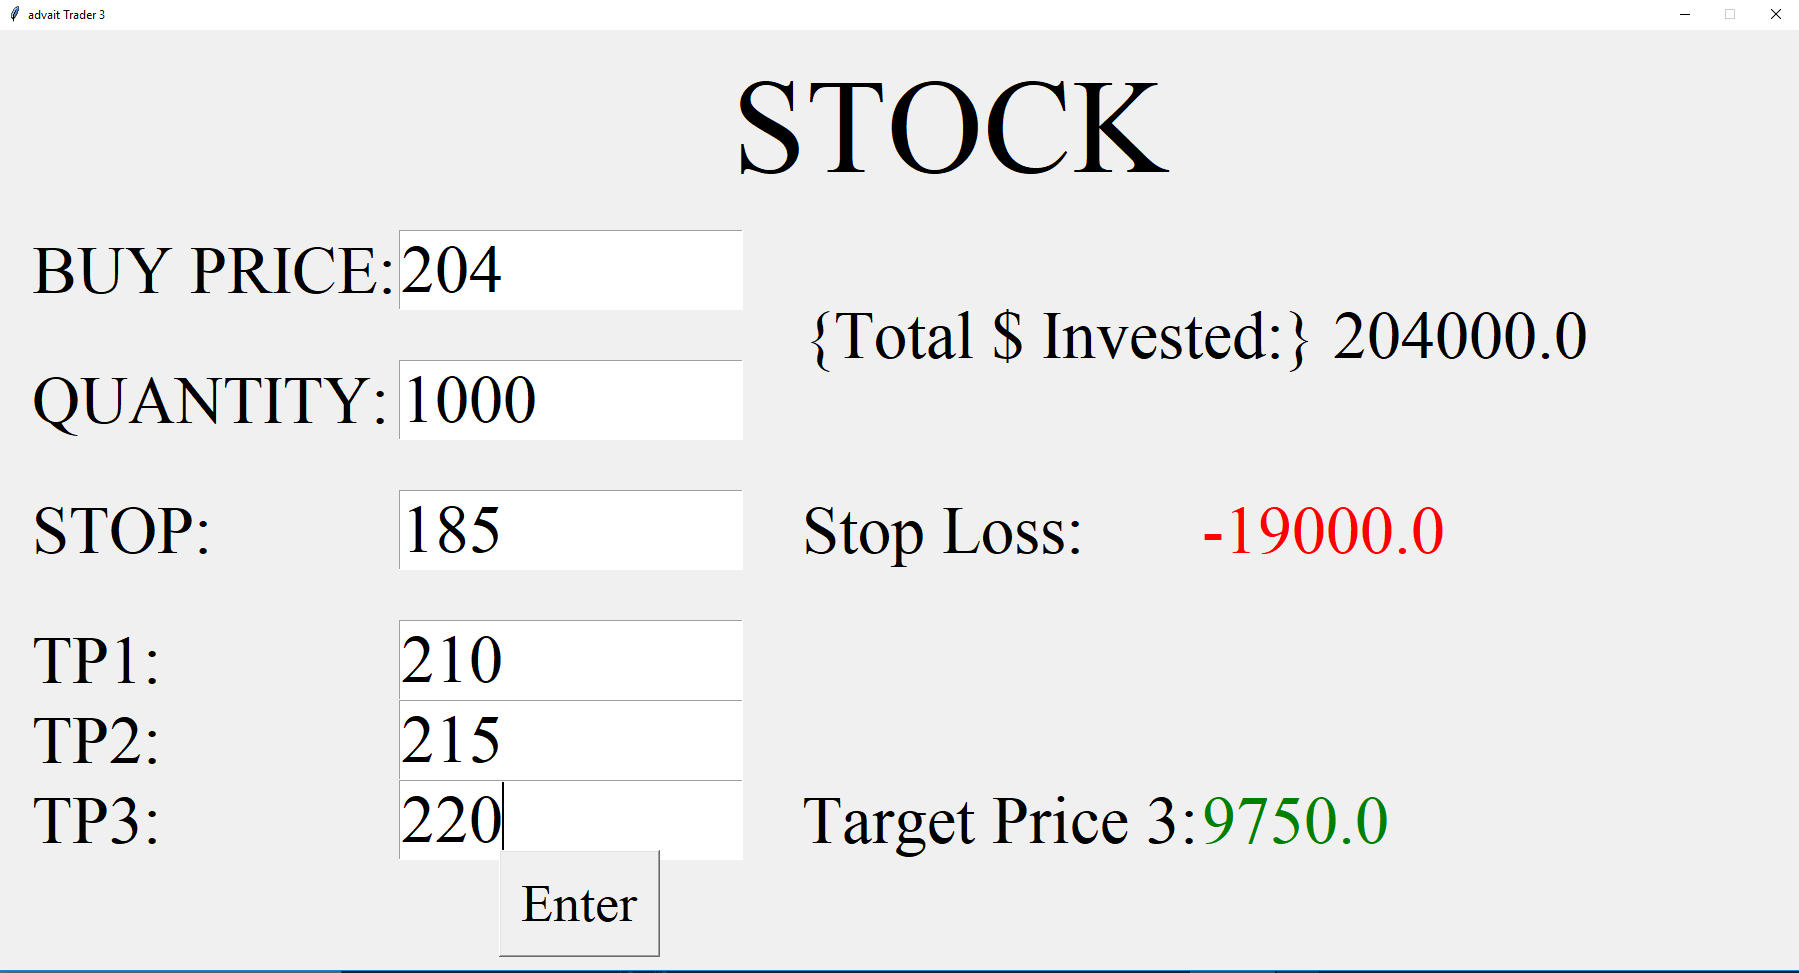 advait Trader 3
STOCK
BUY PRICE: 204
{Total $ Invested:} 204000.0
QUANTITY: 1000
STOP: 185 Stop Loss: -19000.0
TP1: 210
TP2: 215
TP3: 220 Target Price 3: 9750.0
Enter